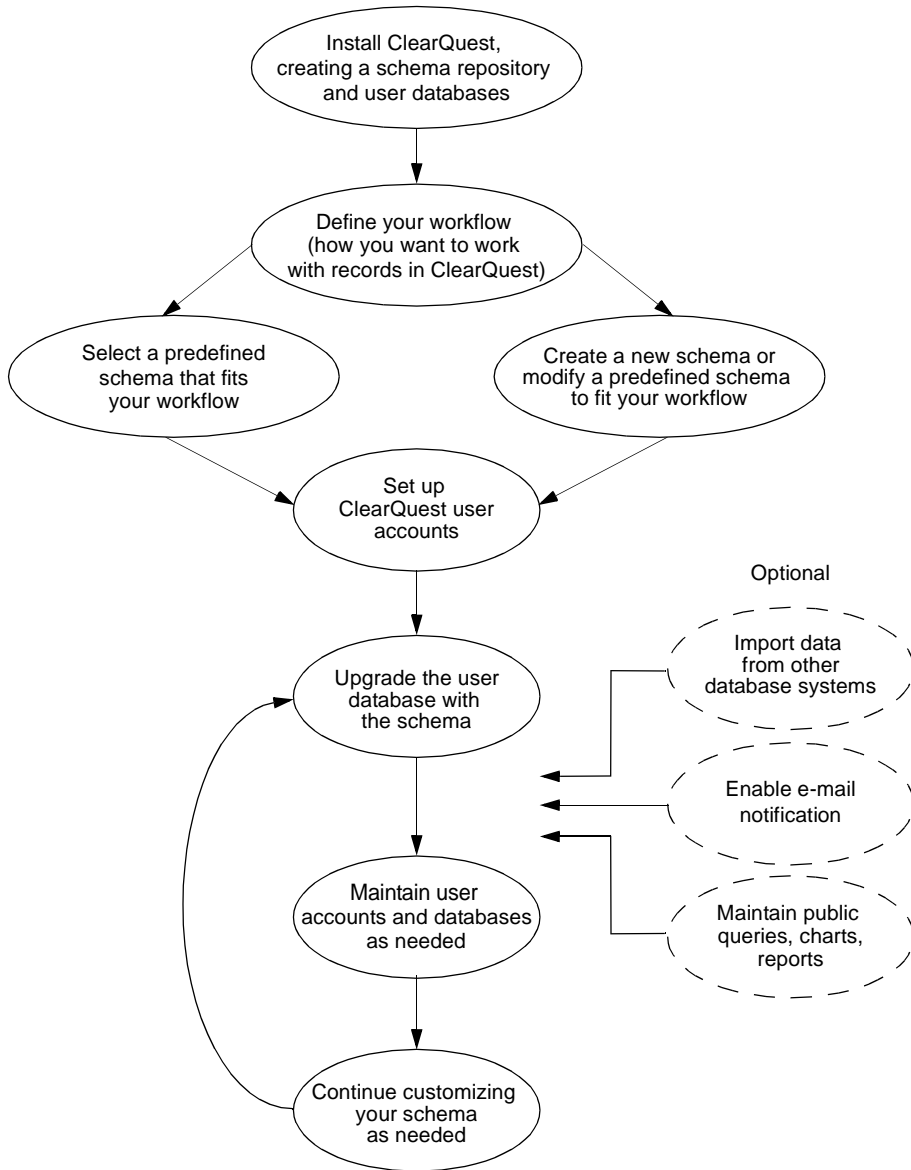 Install ClearQuest,
creating a schema repository
and user databases
Define your workflow
(how you want to work
with records in ClearQuest)
Select a predefined
schema that fits
your workflow
Create a new schema or
modify a predefined schema
to fit your workflow
Set up
ClearQuest user
accounts
Optional
Import data
from other
database systems
Upgrade the user
database with
the schema
Enable e-mail
notification
Maintain user
accounts and databases
as needed
Maintain public
queries, charts,
reports
Continue customizing
your schema
as needed